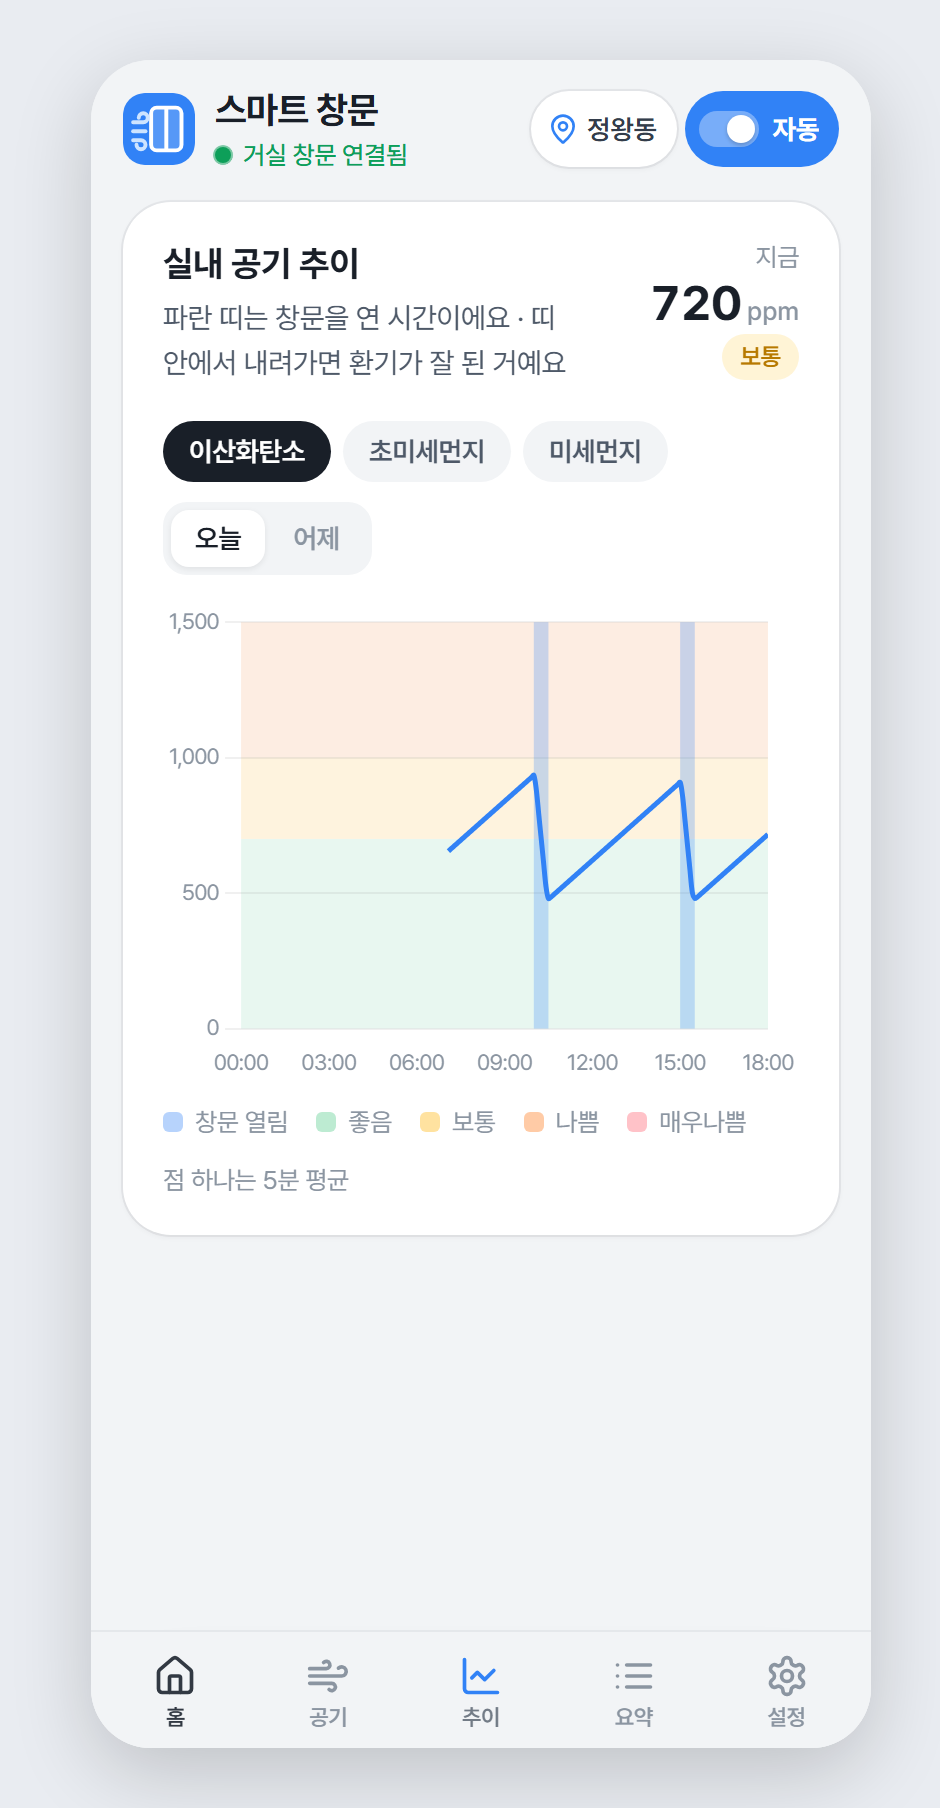 스마트 창문
거실 창문 연결됨
정왕동
자동
실내 공기 추이
파란 띠는 창문을 연 시간이에요 · 띠
안에서 내려가면 환기가 잘 된 거예요
지금
720 ppm
보통
이산화탄소 초미세먼지 미세먼지
오늘 어제
1,500
1,000
500
0
00:00 03:00 06:00 09:00 12:00 15:00 18:00
창문 열림 좋음 보통 나쁨 매우나쁨
점 하나는 5분 평균
홈 공기 추이 요약 설정